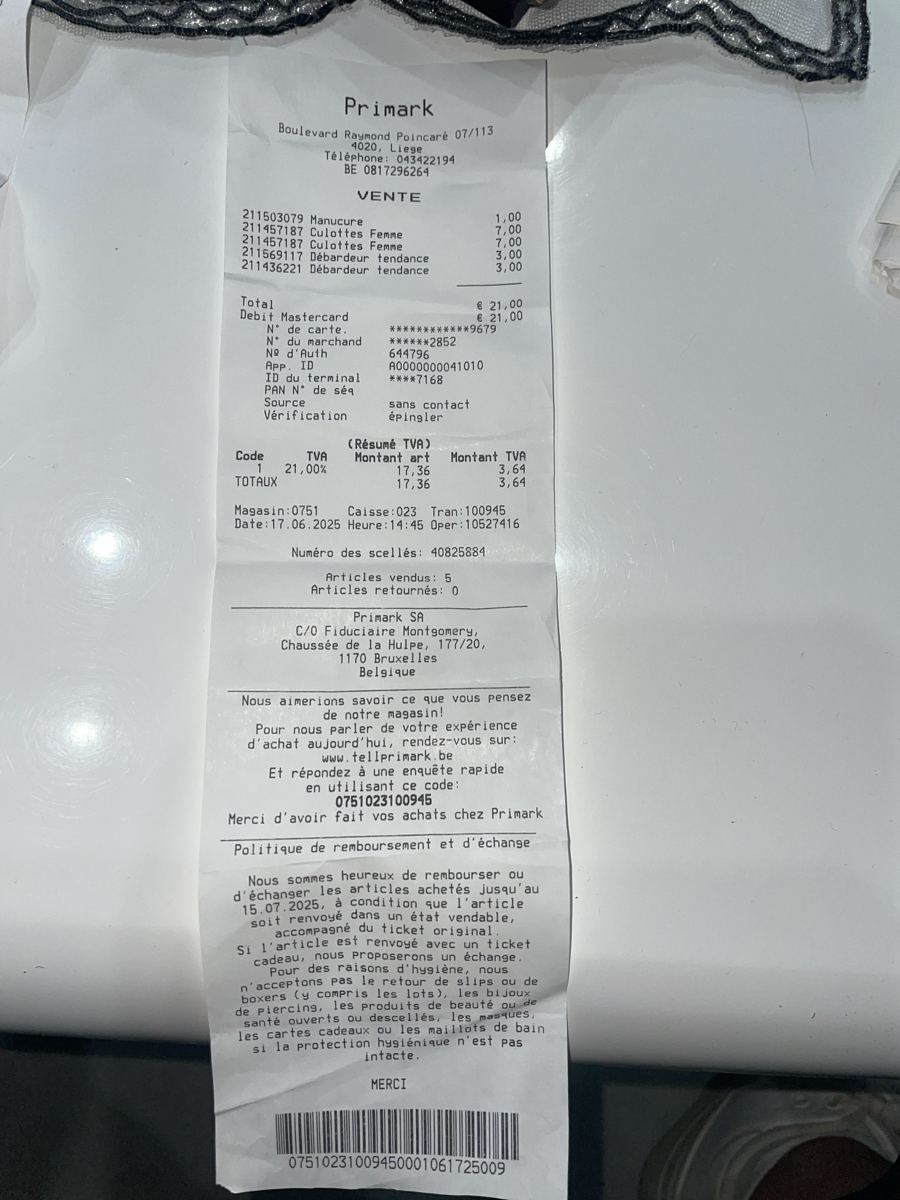 Primark
Boulevard Raymond Poincaré 07/113
4020, Liege
Téléphone: 043422194
BE 0817296264
VENTE
211503079 Manucure 1,00
211457187 Culottes Femme 7,00
211457187 Culottes Femme 7,00
211569117 Débardeur tendance 3,00
211436221 Débardeur tendance 3,00
Total € 21,00
Debit Mastercard € 21,00
N° de carte. ************9679
N° du marchand ******2852
Nº d'Auth 644796
App. ID A0000000041010
ID du terminal ****7168
PAN N° de séq
Source sans contact
Vérification épingler
(Résumé TVA)
Code TVA Montant art Montant TVA
1 21,00% 17,36 3,64
TOTAUX 17,36 3,64
Magasin:0751 Caisse:023 Tran:100945
Date:17.06.2025 Heure:14:45 Oper:10527416
Numéro des scellés: 40825884
Articles vendus: 5
Articles retournés: 0
Primark SA
C/O Fiduciaire Montgomery,
Chaussée de la Hulpe, 177/20,
1170 Bruxelles
Belgique
Nous aimerions savoir ce que vous pensez
de notre magasin!
Pour nous parler de votre expérience
d'achat aujourd'hui, rendez-vous sur:
www.tellprimark.be
Et répondez à une enquête rapide
en utilisant ce code:
0751023100945
Merci d'avoir fait vos achats chez Primark
Politique de remboursement et d'échange
Nous sommes heureux de rembourser ou
d'échanger les articles achetés jusqu'au
15.07.2025, à condition que l'article
soit renvoyé dans un état vendable,
accompagné du ticket original.
Si l'article est renvoyé avec un ticket
cadeau, nous proposerons un échange.
Pour des raisons d'hygiène, nous
n'acceptons pas le retour de slips ou de
boxers (y compris les lots), les bijoux
de piercing, les produits de beauté ou de
santé ouverts ou descellés, les masques,
les cartes cadeaux ou les maillots de bain
si la protection hygiénique n'est pas
intacte.
MERCI
0751023100945000106172​5009